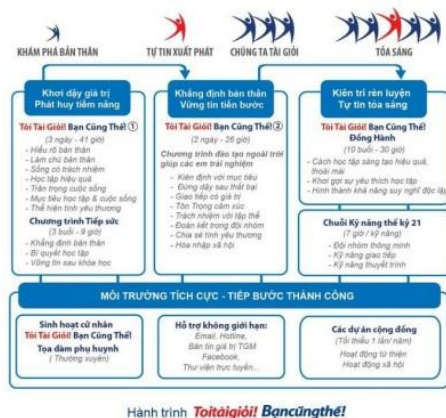 KHÁM PHÁ BẢN THÂN
TỰ TIN XUẤT PHÁT
CHÚNG TA TÀI GIỎI
TỎA SÁNG
Khơi dậy giá trị
Phát huy tiềm năng
Tôi Tài Giỏi! Bạn Cũng Thế! ①
(3 ngày - 41 giờ)
- Hiểu rõ bản thân
- Làm chủ bản thân
- Sống có trách nhiệm
- Học tập hiệu quả
- Trân trọng cuộc sống
- Mục tiêu học tập & cuộc sống
- Thể hiện tình yêu thương
Chương trình Tiếp sức
(3 buổi - 9 giờ)
- Khẳng định bản thân
- Bí quyết học tập
- Vững tin sau khóa học
Khẳng định bản thân
Vững tin tiến bước
Tôi Tài Giỏi! Bạn Cũng Thế! ②
(2 ngày - 26 giờ)
Chương trình đào tạo ngoài trời
giúp các em trải nghiệm
- Kiên định với mục tiêu
- Đứng dậy sau thất bại
- Giao tiếp có giá trị
- Tôn Trọng cảm xúc
- Trách nhiệm với tập thể
- Đoàn kết trong đội nhóm
- Chia sẻ tình yêu thương
- Hòa nhập xã hội
Kiên trì rèn luyện
Tự tin tỏa sáng
Tôi Tài Giỏi! Bạn Cũng Thế!
Đồng Hành
(10 buổi - 30 giờ)
- Cách học tập sáng tạo hiệu quả,
thoải mái
- Khơi gợi sự yêu thích học tập
- Hình thành khả năng suy nghĩ độc lập
Chuỗi Kỹ năng thế kỷ 21
(7 giờ / kỹ năng)
- Đội nhóm thông minh
- Kỹ năng giao tiếp
- Kỹ năng thuyết trình
MÔI TRƯỜNG TÍCH CỰC - TIẾP BƯỚC THÀNH CÔNG
Sinh hoạt cử nhân
Tôi Tài Giỏi! Bạn Cũng Thế!
Tọa đàm phụ huynh
(Thường xuyên)
Hỗ trợ không giới hạn:
Email, Hotline,
Bản tin giá trị TGM
Facebook,
Thư viện trực tuyến...
Các dự án cộng đồng
(Tối thiểu 1 lần/ năm)
Hoạt động từ thiện
Hoạt động xã hội
Hành trình Toitàigiỏi! Bạncũngthế!